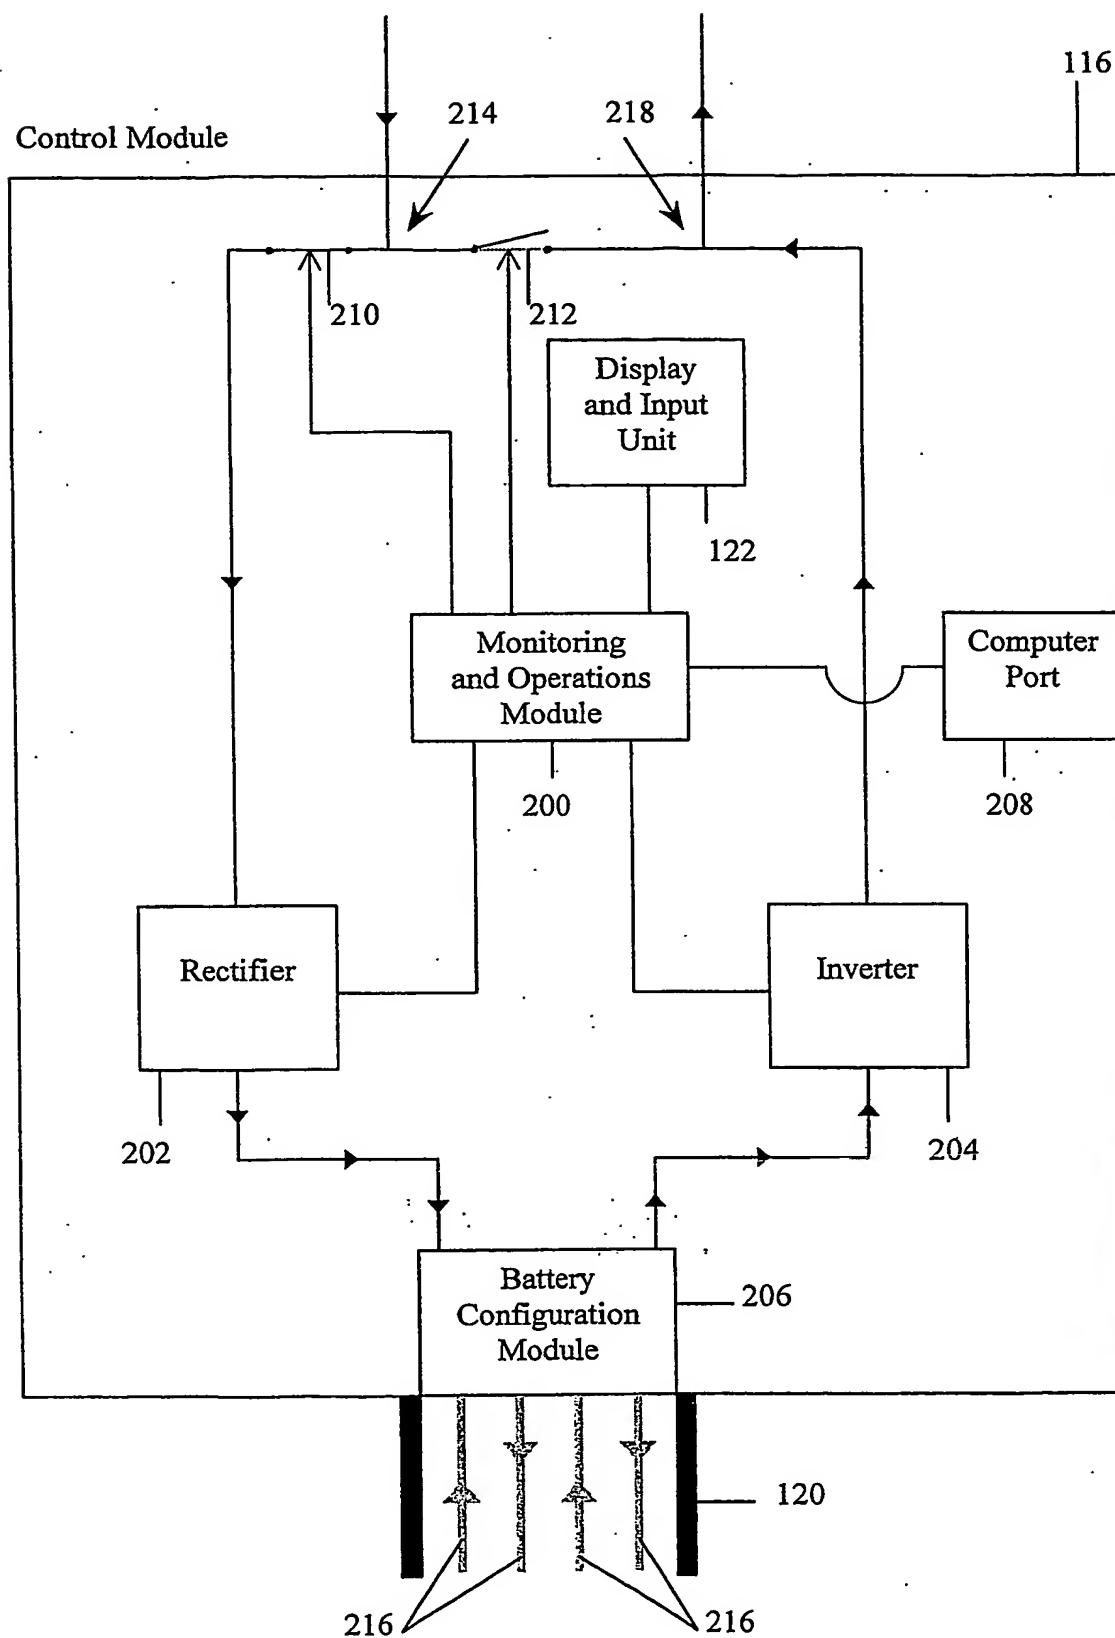 116
214
218
Control Module
210
212
Display
and Input
Unit
122
Monitoring
and Operations
Module
Computer
Port
200
208
Rectifier
Inverter
202
204
Battery
Configuration
Module
206
120
216
216